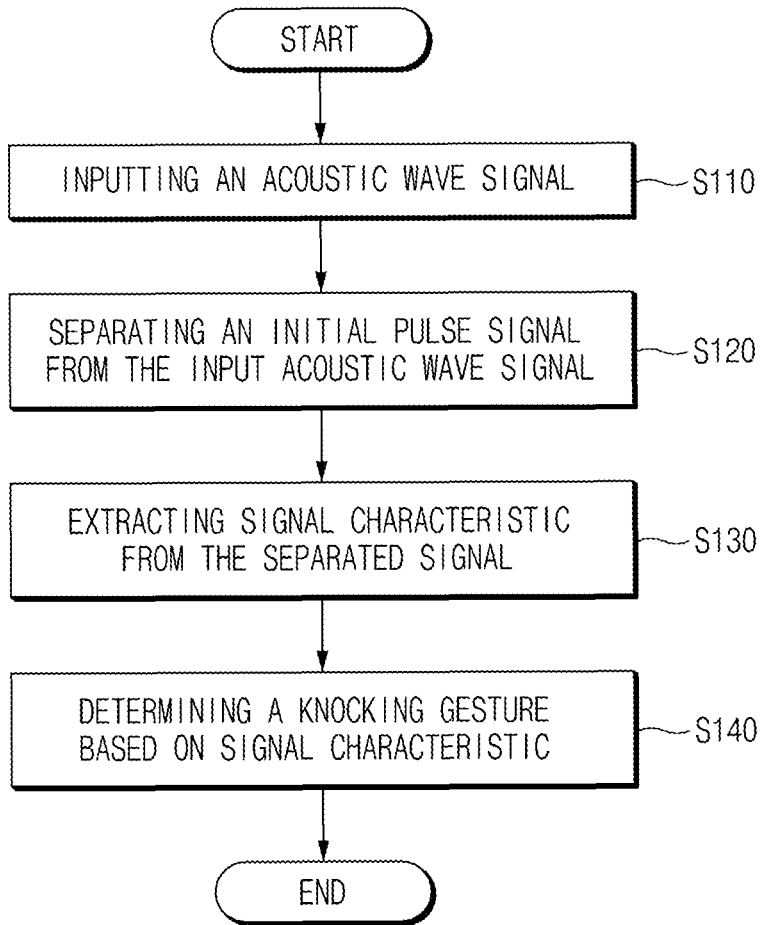 START
INPUTTING AN ACOUSTIC WAVE SIGNAL
S110
SEPARATING AN INITIAL PULSE SIGNAL
FROM THE INPUT ACOUSTIC WAVE SIGNAL
S120
EXTRACTING SIGNAL CHARACTERISTIC
FROM THE SEPARATED SIGNAL
S130
DETERMINING A KNOCKING GESTURE
BASED ON SIGNAL CHARACTERISTIC
S140
END